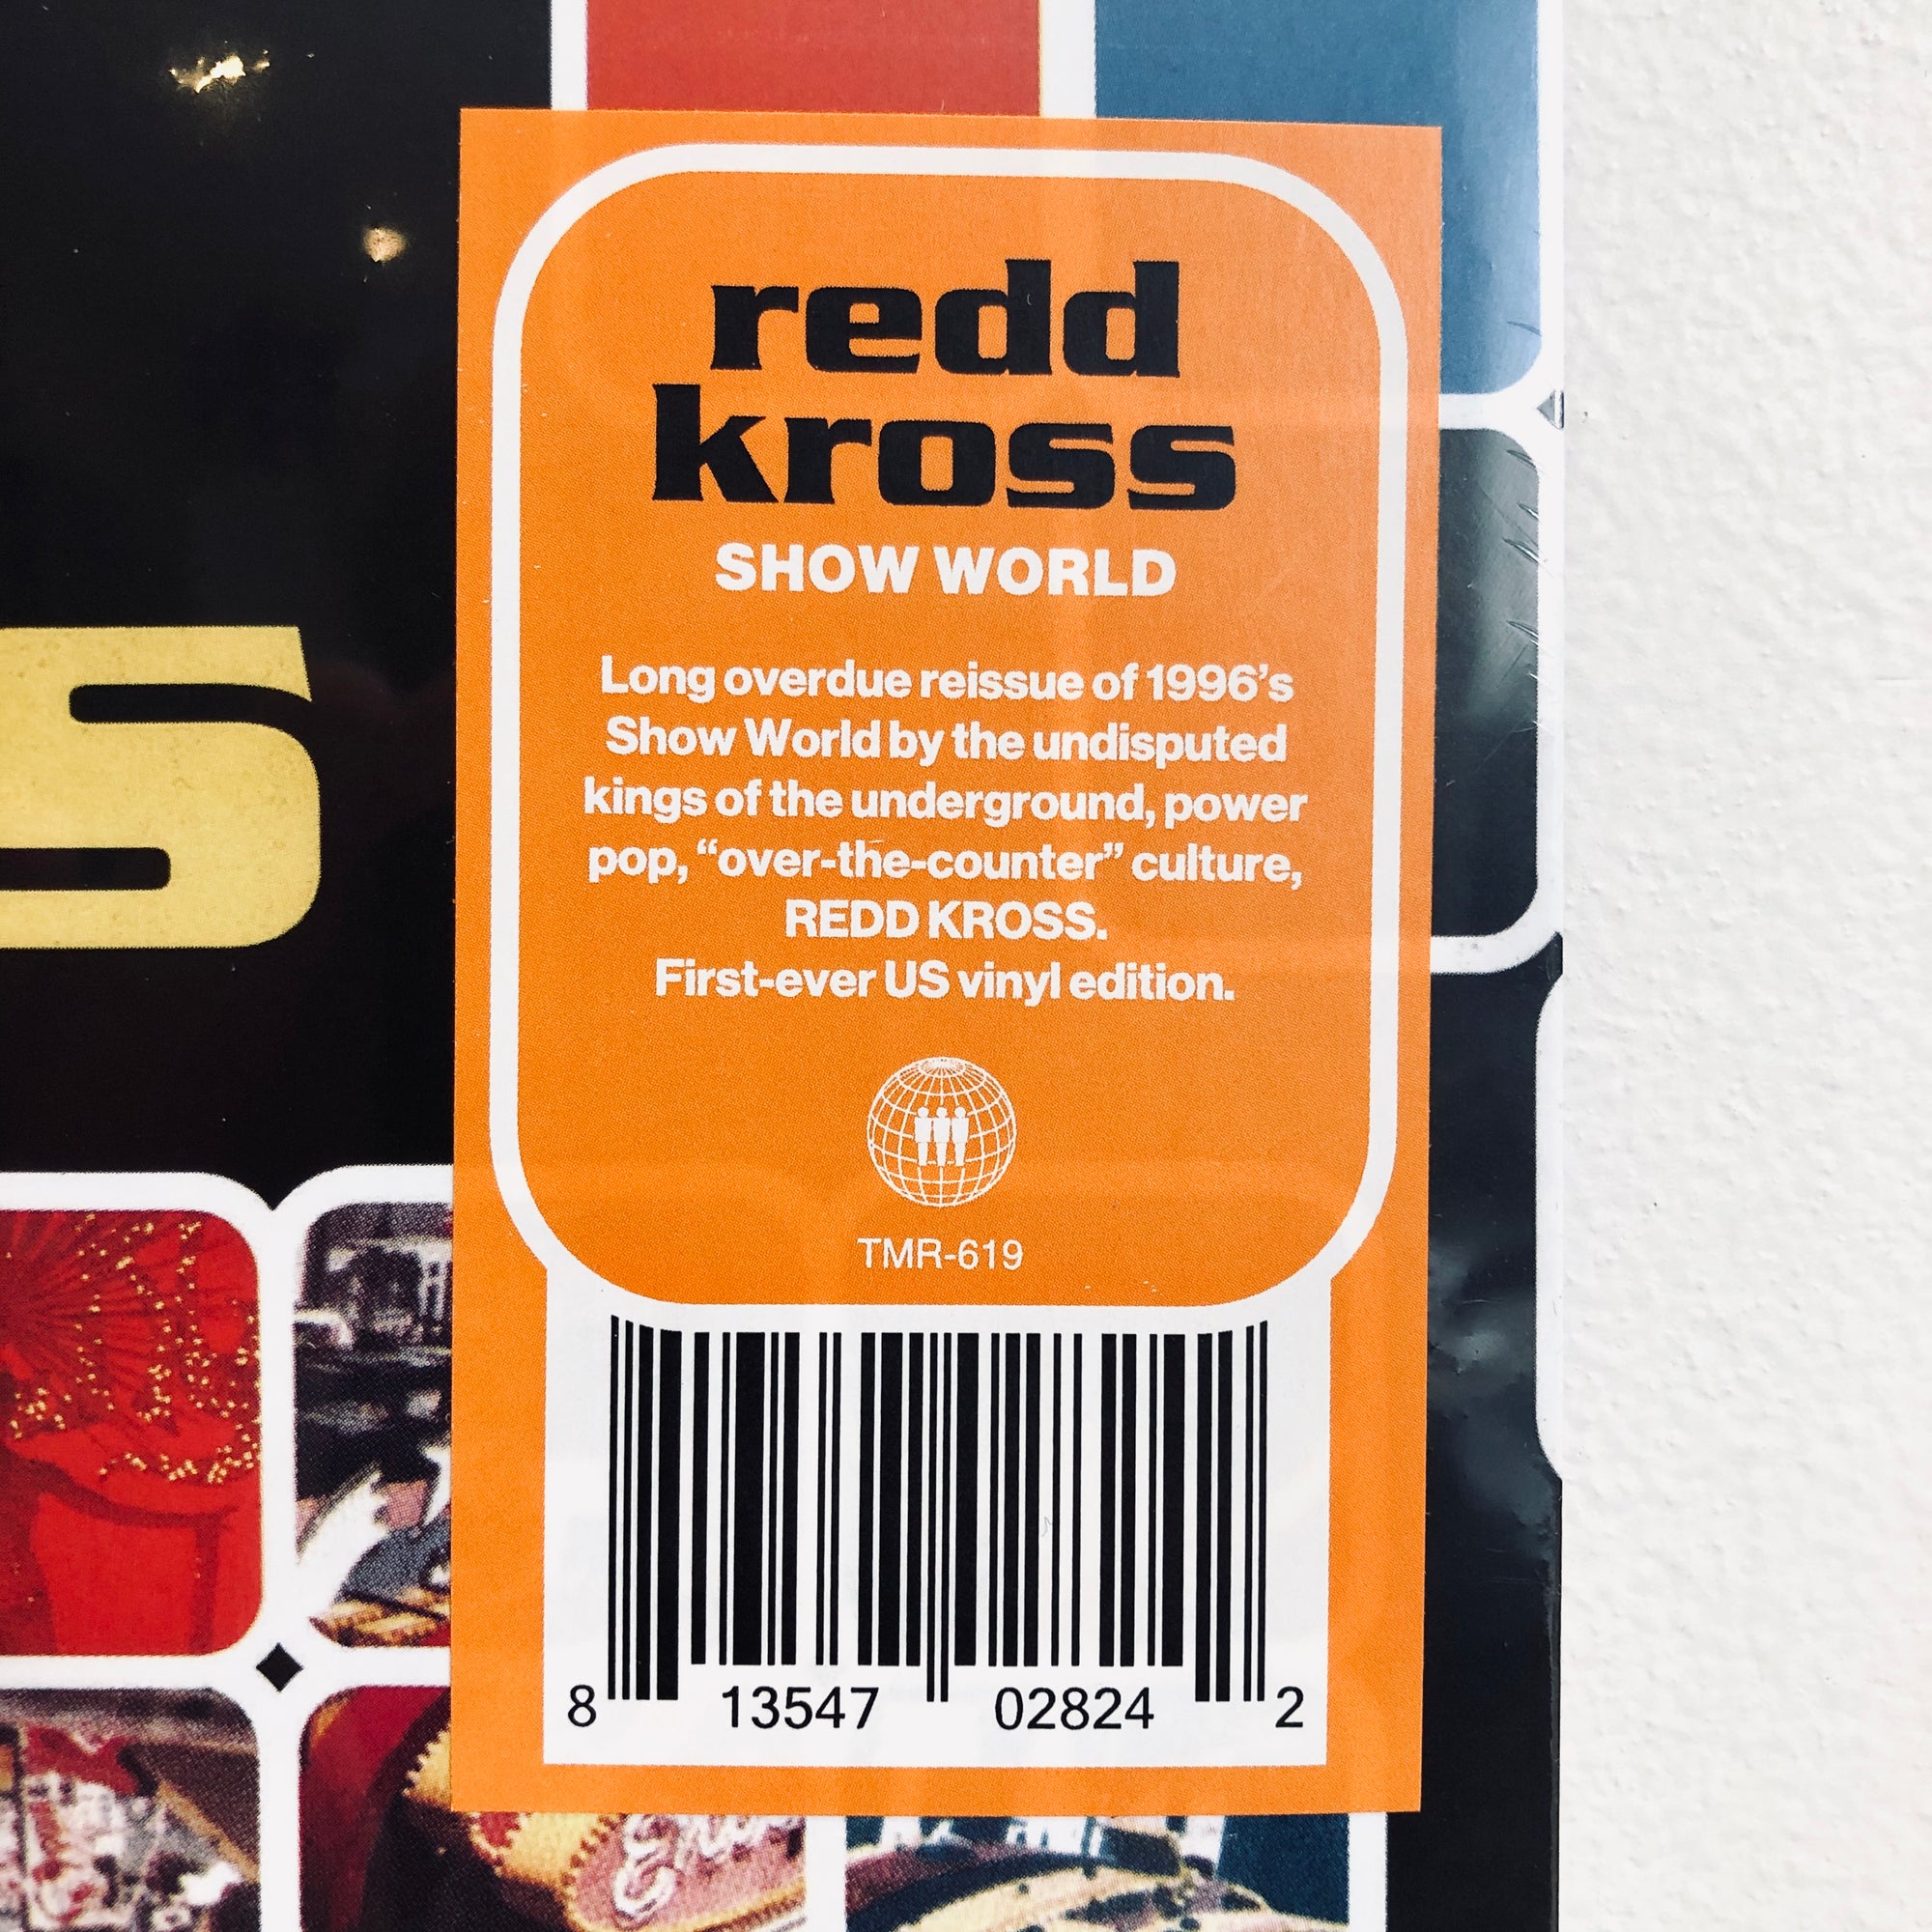 redd
kross
SHOW WORLD
Long overdue reissue of 1996’s
Show World by the undisputed
kings of the underground, power
pop, “over-the-counter” culture,
REDD KROSS.
First-ever US vinyl edition.
TMR-619
8 13547 02824 2
S